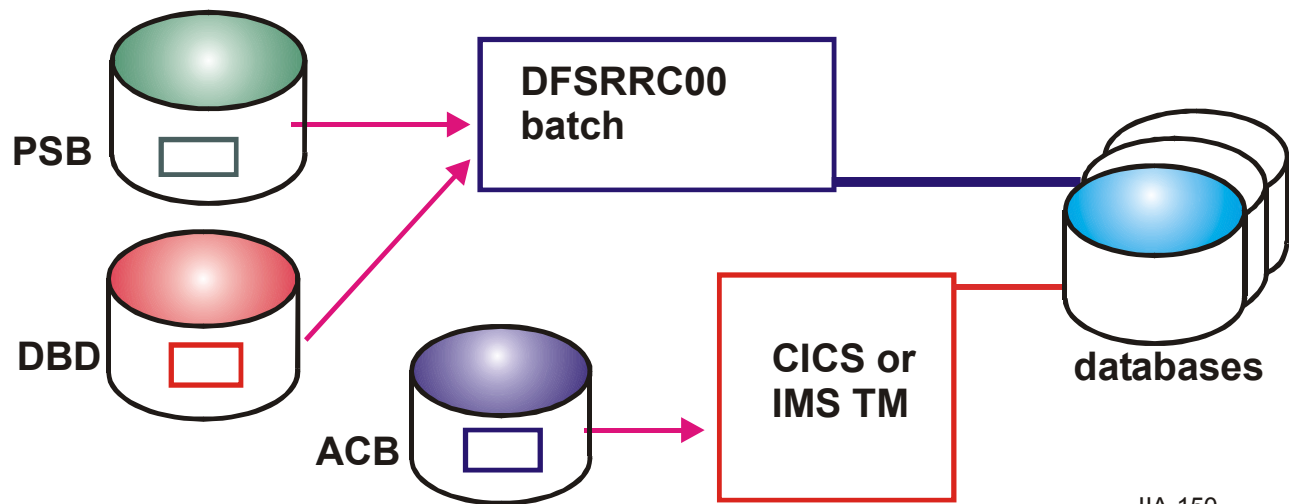 DFSRRC00
batch
PSB
DBD
CICS or
IMS TM
databases
ACB